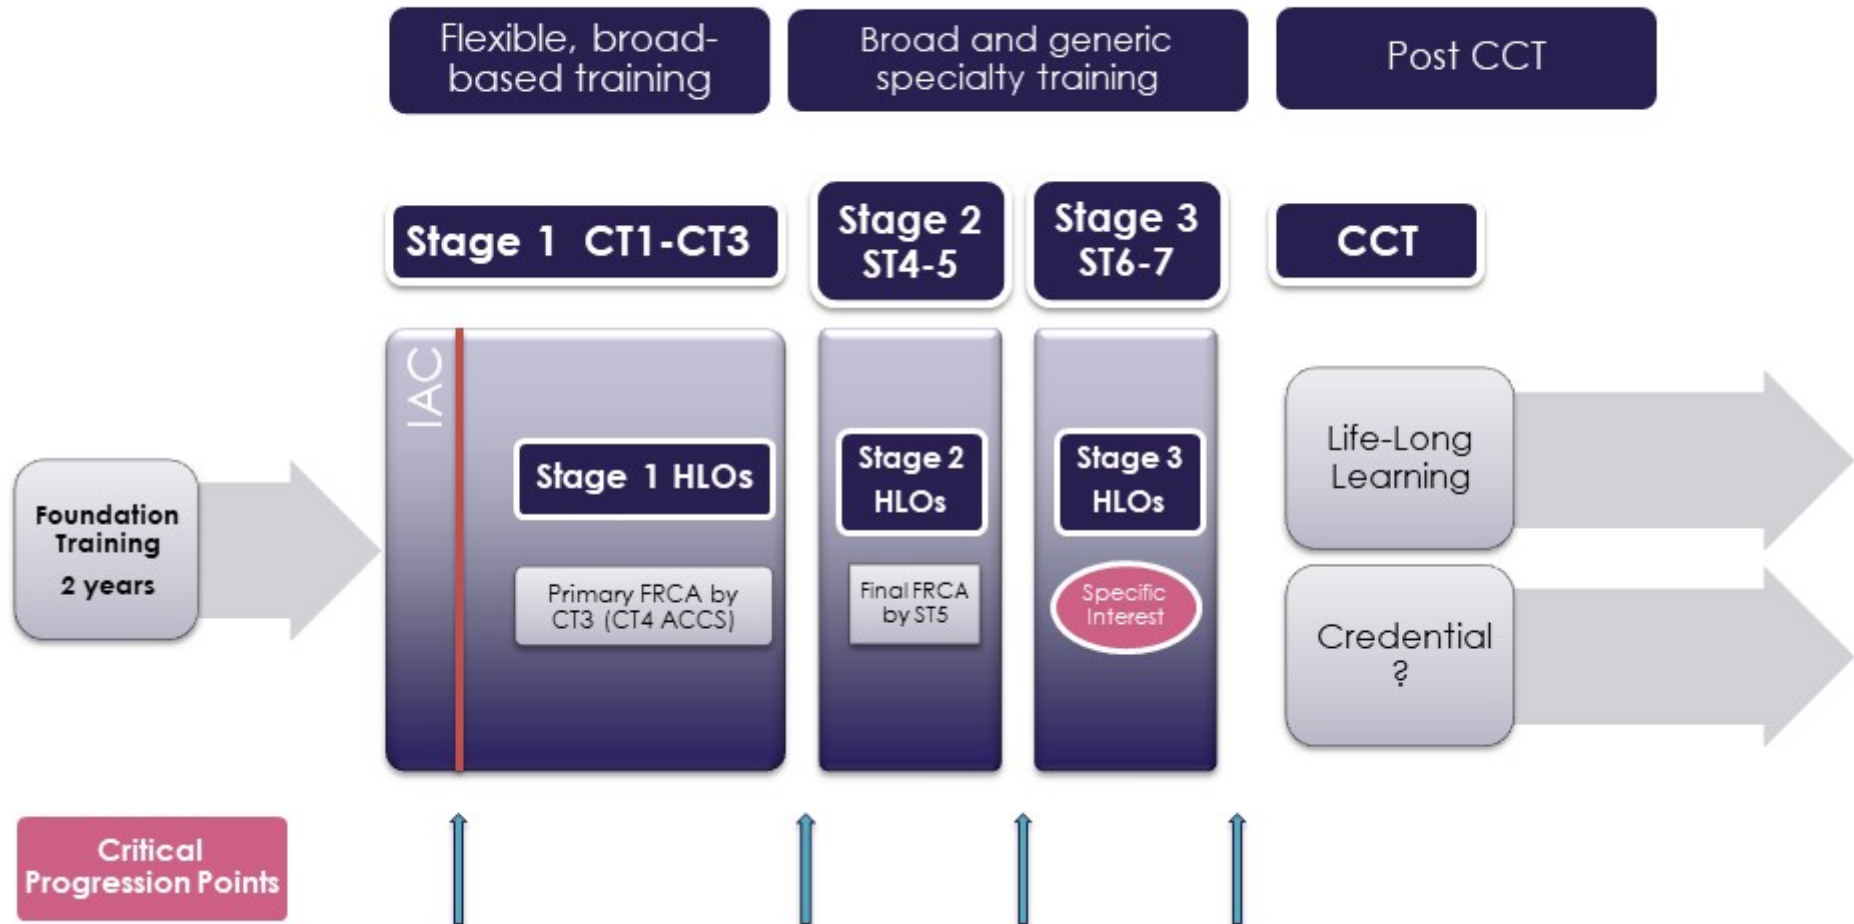 Flexible, broad-
based training
Broad and generic
specialty training
Post CCT
Stage 1 CT1-CT3
Stage 2
ST4-5
Stage 3
ST6-7
CCT
IAC
Foundation
Training
2 years
Stage 1 HLOs
Primary FRCA by
CT3 (CT4 ACCS)
Stage 2
HLOs
Final FRCA
by ST5
Stage 3
HLOs
Specific
Interest
Life-Long
Learning
Credential
?
Critical
Progression Points